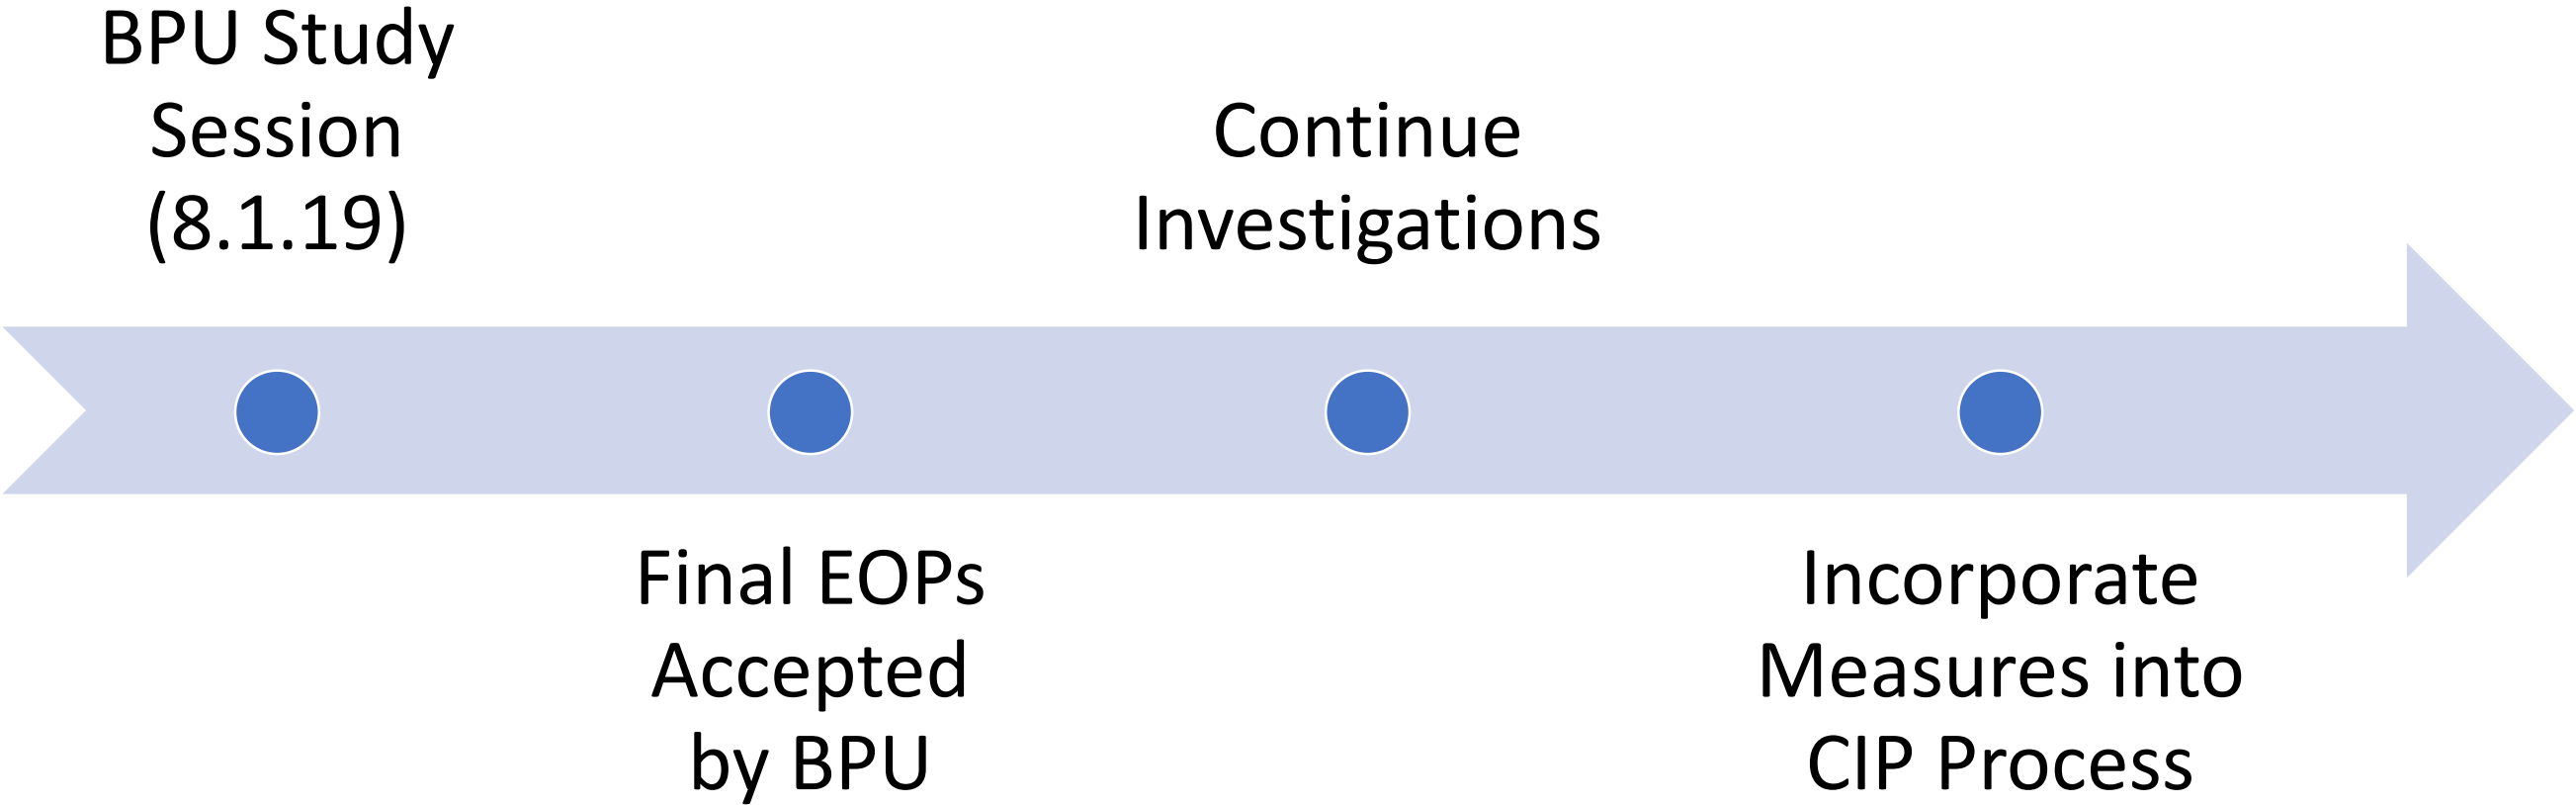 BPU Study
Session
(8.1.19)
Final EOPs
Accepted
by BPU
Continue
Investigations
Incorporate
Measures into
CIP Process